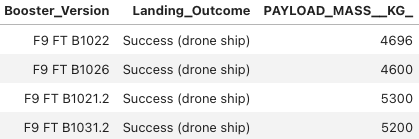 Booster_Version Landing_Outcome PAYLOAD_MASS__KG_
F9 FT B1022 Success (drone ship) 4696
F9 FT B1026 Success (drone ship) 4600
F9 FT B1021.2 Success (drone ship) 5300
F9 FT B1031.2 Success (drone ship) 5200